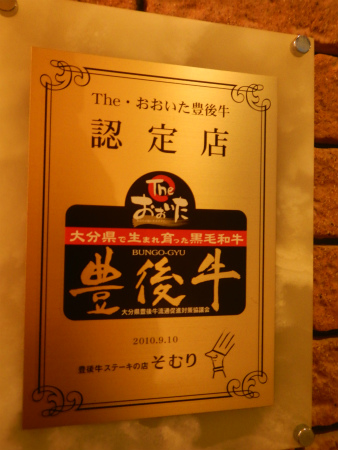 The・おおいた豊後牛
認定店
The
おおいた
大分県で生まれ育った黒毛和牛
BUNGO-GYU
豊後牛
大分県豊後牛流通促進対策協議会
2010.9.10
豊後牛ステーキの店 そむり